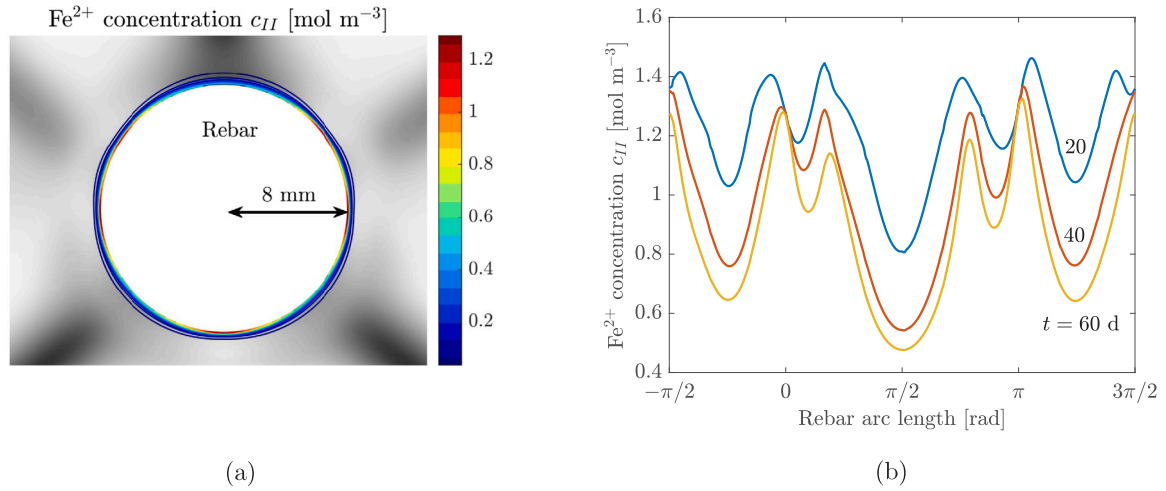 Fe²⁺ concentration c_II [mol m⁻³]
Rebar
8 mm
1.2
1
0.8
0.6
0.4
0.2
(a)
Fe²⁺ concentration c_II [mol m⁻³]
1.6
1.4
1.2
1
0.8
0.6
0.4
20
40
t = 60 d
−π/2
0
π/2
π
3π/2
Rebar arc length [rad]
(b)